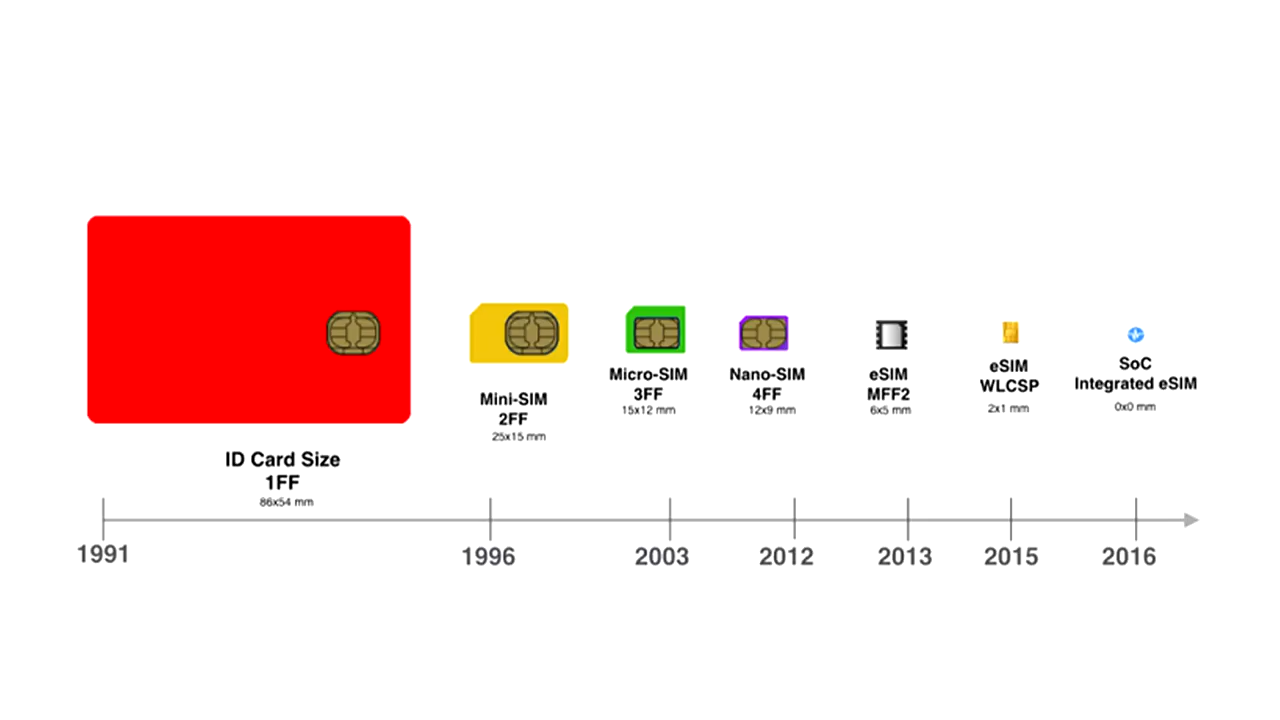 ID Card Size
1FF
86x54 mm
Mini-SIM
2FF
25x15 mm
Micro-SIM
3FF
15x12 mm
Nano-SIM
4FF
12x9 mm
eSIM
MFF2
6x5 mm
eSIM
WLCSP
2x1 mm
SoC
Integrated eSIM
0x0 mm
1991
1996
2003
2012
2013
2015
2016